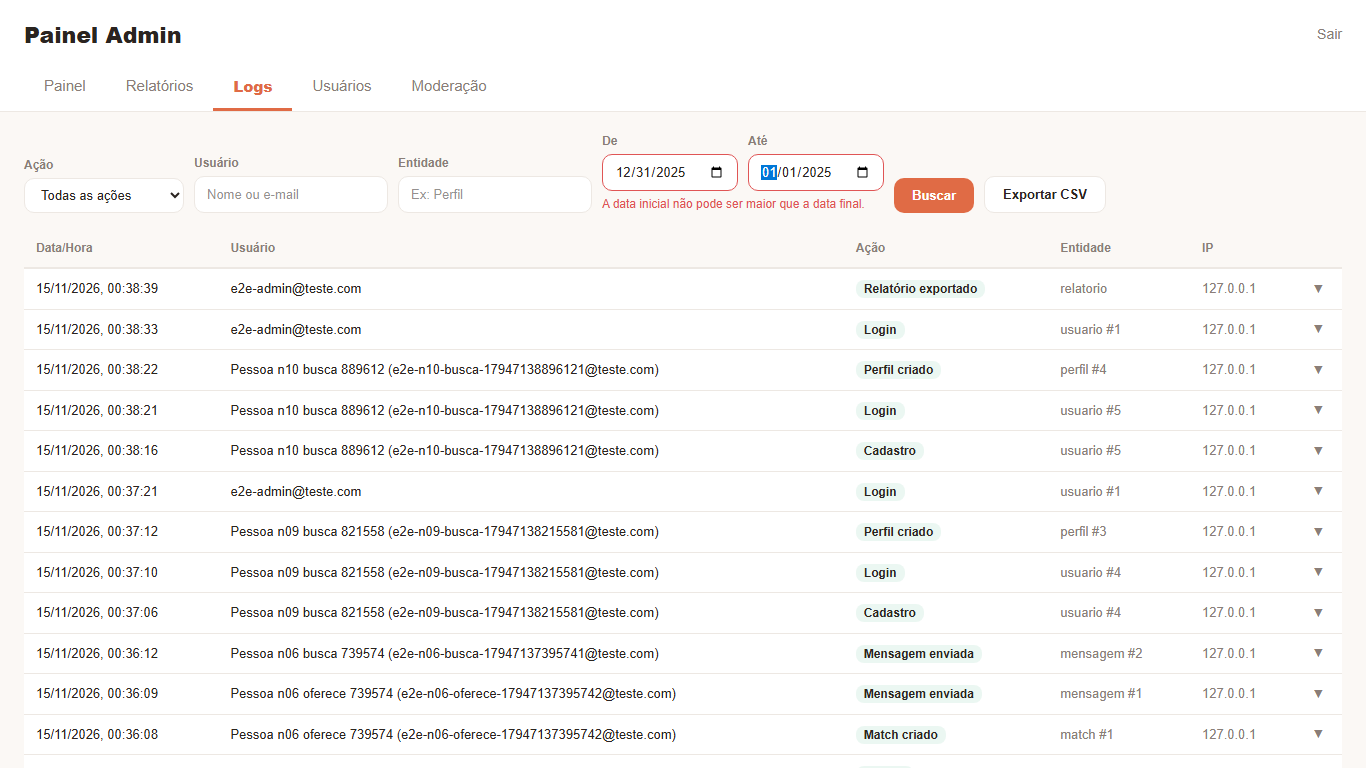 Painel Admin
Sair
Painel Relatórios Logs Usuários Moderação
Ação
Todas as ações
Usuário
Nome ou e-mail
Entidade
Ex: Perfil
De
12/31/2025
Até
01/01/2025
A data inicial não pode ser maior que a data final.
Buscar
Exportar CSV
Data/Hora Usuário Ação Entidade IP
15/11/2026, 00:38:39 e2e-admin@teste.com Relatório exportado relatorio 127.0.0.1 ▼
15/11/2026, 00:38:33 e2e-admin@teste.com Login usuario #1 127.0.0.1 ▼
15/11/2026, 00:38:22 Pessoa n10 busca 889612 (e2e-n10-busca-17947138896121@teste.com) Perfil criado perfil #4 127.0.0.1 ▼
15/11/2026, 00:38:21 Pessoa n10 busca 889612 (e2e-n10-busca-17947138896121@teste.com) Login usuario #5 127.0.0.1 ▼
15/11/2026, 00:38:16 Pessoa n10 busca 889612 (e2e-n10-busca-17947138896121@teste.com) Cadastro usuario #5 127.0.0.1 ▼
15/11/2026, 00:37:21 e2e-admin@teste.com Login usuario #1 127.0.0.1 ▼
15/11/2026, 00:37:12 Pessoa n09 busca 821558 (e2e-n09-busca-17947138215581@teste.com) Perfil criado perfil #3 127.0.0.1 ▼
15/11/2026, 00:37:10 Pessoa n09 busca 821558 (e2e-n09-busca-17947138215581@teste.com) Login usuario #4 127.0.0.1 ▼
15/11/2026, 00:37:06 Pessoa n09 busca 821558 (e2e-n09-busca-17947138215581@teste.com) Cadastro usuario #4 127.0.0.1 ▼
15/11/2026, 00:36:12 Pessoa n06 busca 739574 (e2e-n06-busca-17947137395741@teste.com) Mensagem enviada mensagem #2 127.0.0.1 ▼
15/11/2026, 00:36:09 Pessoa n06 oferece 739574 (e2e-n06-oferece-17947137395742@teste.com) Mensagem enviada mensagem #1 127.0.0.1 ▼
15/11/2026, 00:36:08 Pessoa n06 oferece 739574 (e2e-n06-oferece-17947137395742@teste.com) Match criado match #1 127.0.0.1 ▼